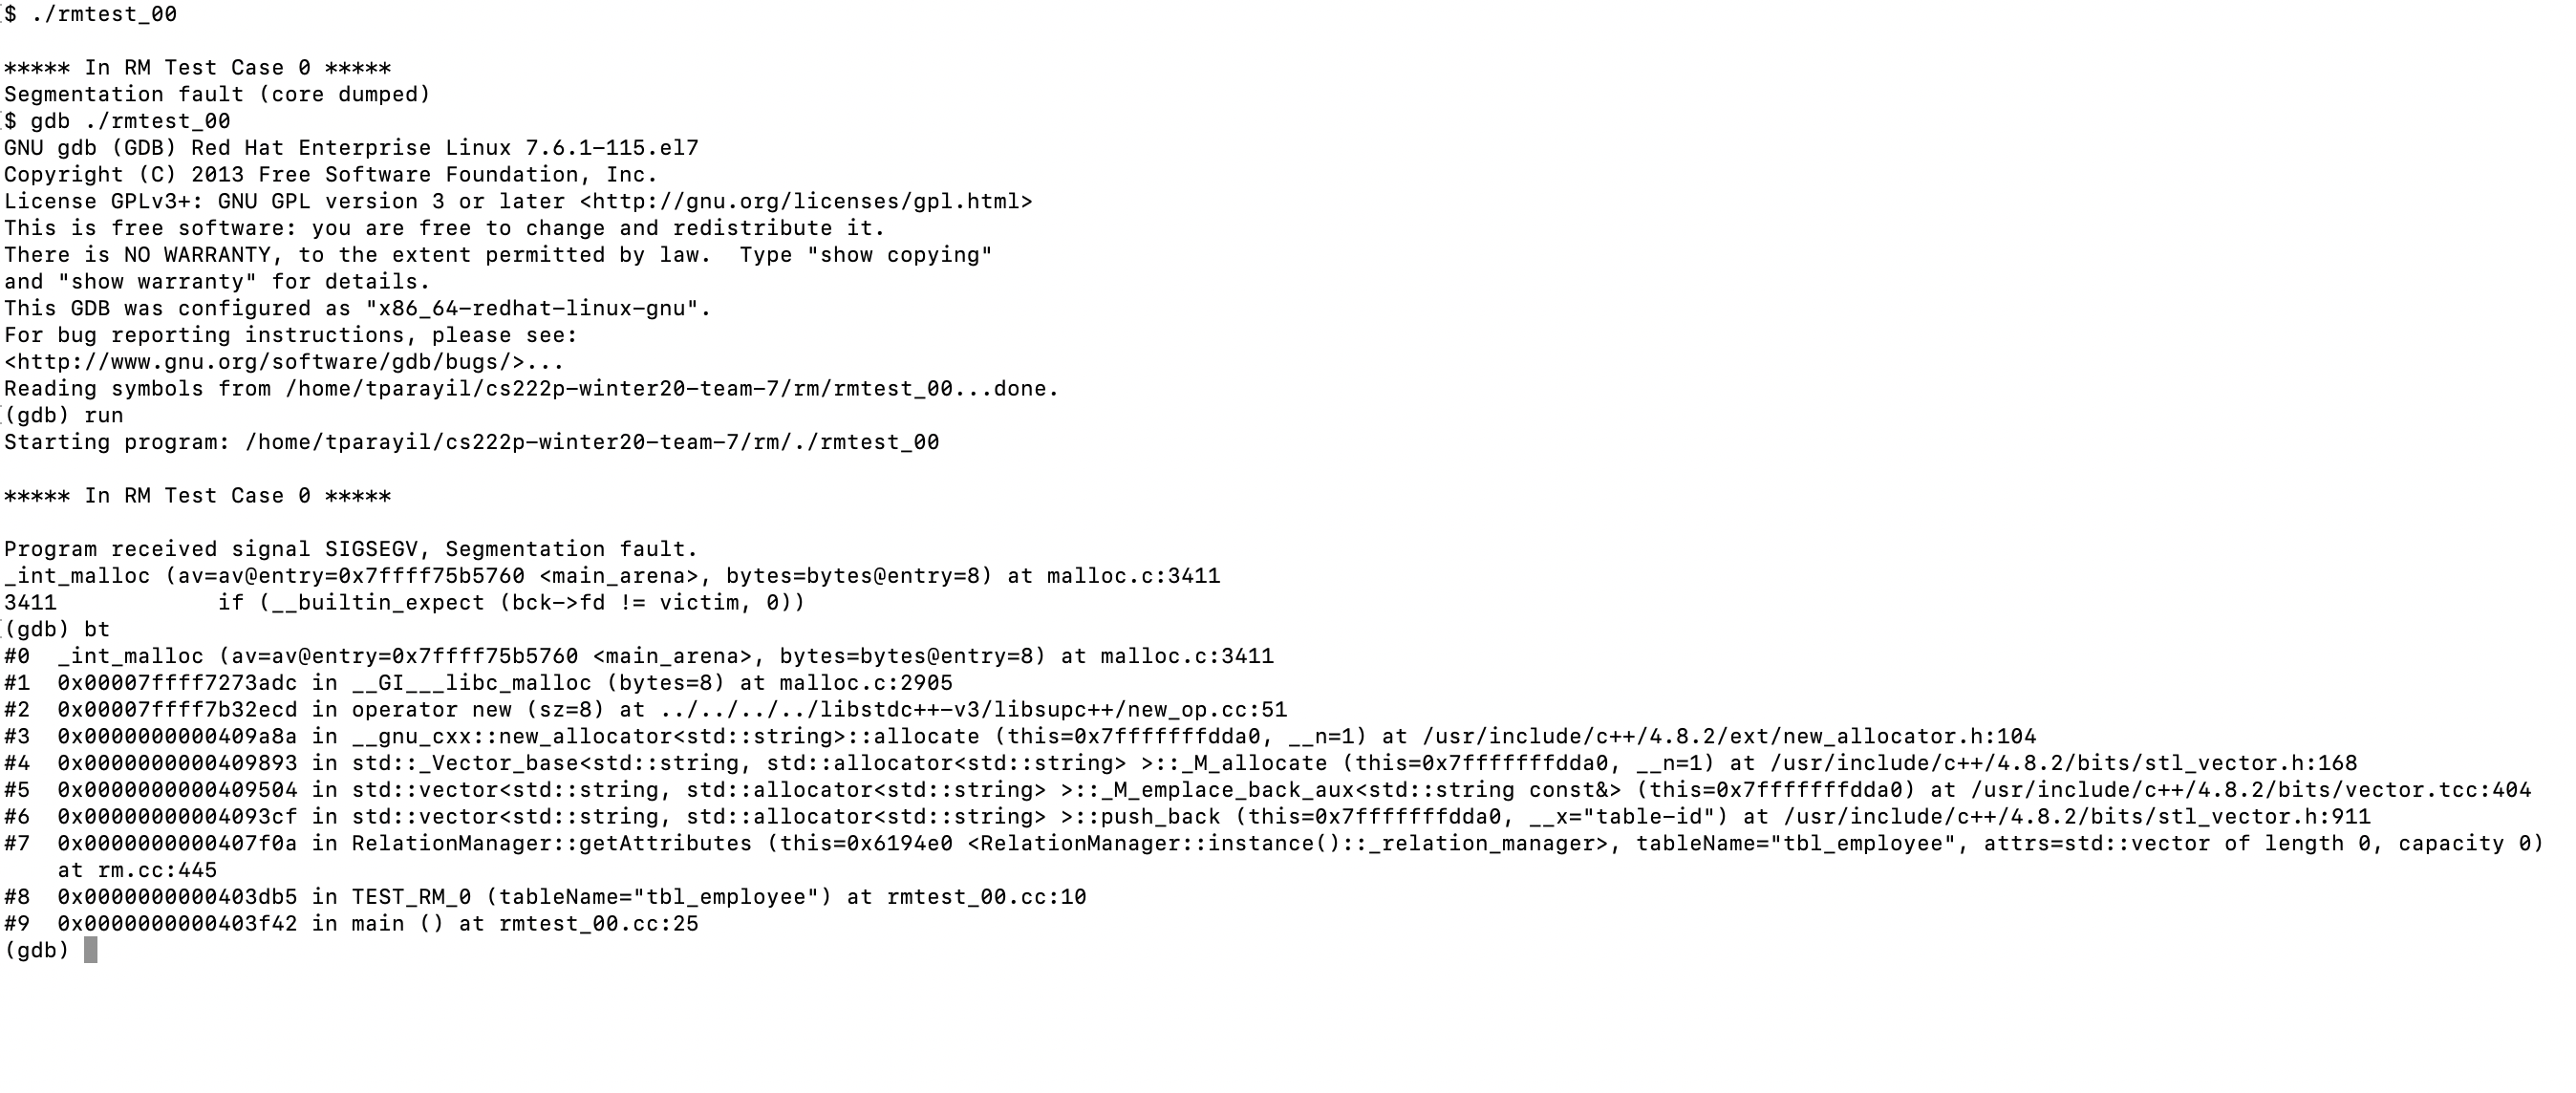 $ ./rmtest_00
***** In RM Test Case 0 *****
Segmentation fault (core dumped)
$ gdb ./rmtest_00
GNU gdb (GDB) Red Hat Enterprise Linux 7.6.1-115.el7
Copyright (C) 2013 Free Software Foundation, Inc.
License GPLv3+: GNU GPL version 3 or later <http://gnu.org/licenses/gpl.html>
This is free software: you are free to change and redistribute it.
There is NO WARRANTY, to the extent permitted by law.  Type "show copying"
and "show warranty" for details.
This GDB was configured as "x86_64-redhat-linux-gnu".
For bug reporting instructions, please see:
<http://www.gnu.org/software/gdb/bugs/>...
Reading symbols from /home/tparayil/cs222p-winter20-team-7/rm/rmtest_00...done.
(gdb) run
Starting program: /home/tparayil/cs222p-winter20-team-7/rm/./rmtest_00
***** In RM Test Case 0 *****
Program received signal SIGSEGV, Segmentation fault.
_int_malloc (av=av@entry=0x7ffff75b5760 <main_arena>, bytes=bytes@entry=8) at malloc.c:3411
3411            if (__builtin_expect (bck->fd != victim, 0))
(gdb) bt
#0  _int_malloc (av=av@entry=0x7ffff75b5760 <main_arena>, bytes=bytes@entry=8) at malloc.c:3411
#1  0x00007ffff7273adc in __GI___libc_malloc (bytes=8) at malloc.c:2905
#2  0x00007ffff7b32ecd in operator new (sz=8) at ../../../../libstdc++-v3/libsupc++/new_op.cc:51
#3  0x0000000000409a8a in __gnu_cxx::new_allocator<std::string>::allocate (this=0x7fffffffdda0, __n=1) at /usr/include/c++/4.8.2/ext/new_allocator.h:104
#4  0x0000000000409893 in std::_Vector_base<std::string, std::allocator<std::string> >::_M_allocate (this=0x7fffffffdda0, __n=1) at /usr/include/c++/4.8.2/bits/stl_vector.h:168
#5  0x0000000000409504 in std::vector<std::string, std::allocator<std::string> >::_M_emplace_back_aux<std::string const&> (this=0x7fffffffdda0) at /usr/include/c++/4.8.2/bits/vector.tcc:404
#6  0x00000000004093cf in std::vector<std::string, std::allocator<std::string> >::push_back (this=0x7fffffffdda0, __x="table-id") at /usr/include/c++/4.8.2/bits/stl_vector.h:911
#7  0x0000000000407f0a in RelationManager::getAttributes (this=0x6194e0 <RelationManager::instance()::_relation_manager>, tableName="tbl_employee", attrs=std::vector of length 0, capacity 0)
    at rm.cc:445
#8  0x0000000000403db5 in TEST_RM_0 (tableName="tbl_employee") at rmtest_00.cc:10
#9  0x0000000000403f42 in main () at rmtest_00.cc:25
(gdb)